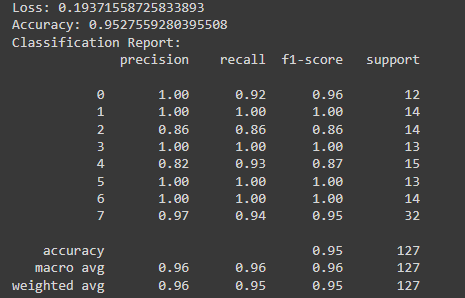 Loss: 0.19371558725833893
Accuracy: 0.9527559280395508
Classification Report:
precision recall f1-score support
0 1.00 0.92 0.96 12
1 1.00 1.00 1.00 14
2 0.86 0.86 0.86 14
3 1.00 1.00 1.00 13
4 0.82 0.93 0.87 15
5 1.00 1.00 1.00 13
6 1.00 1.00 1.00 14
7 0.97 0.94 0.95 32
accuracy 0.95 127
macro avg 0.96 0.96 0.96 127
weighted avg 0.96 0.95 0.95 127